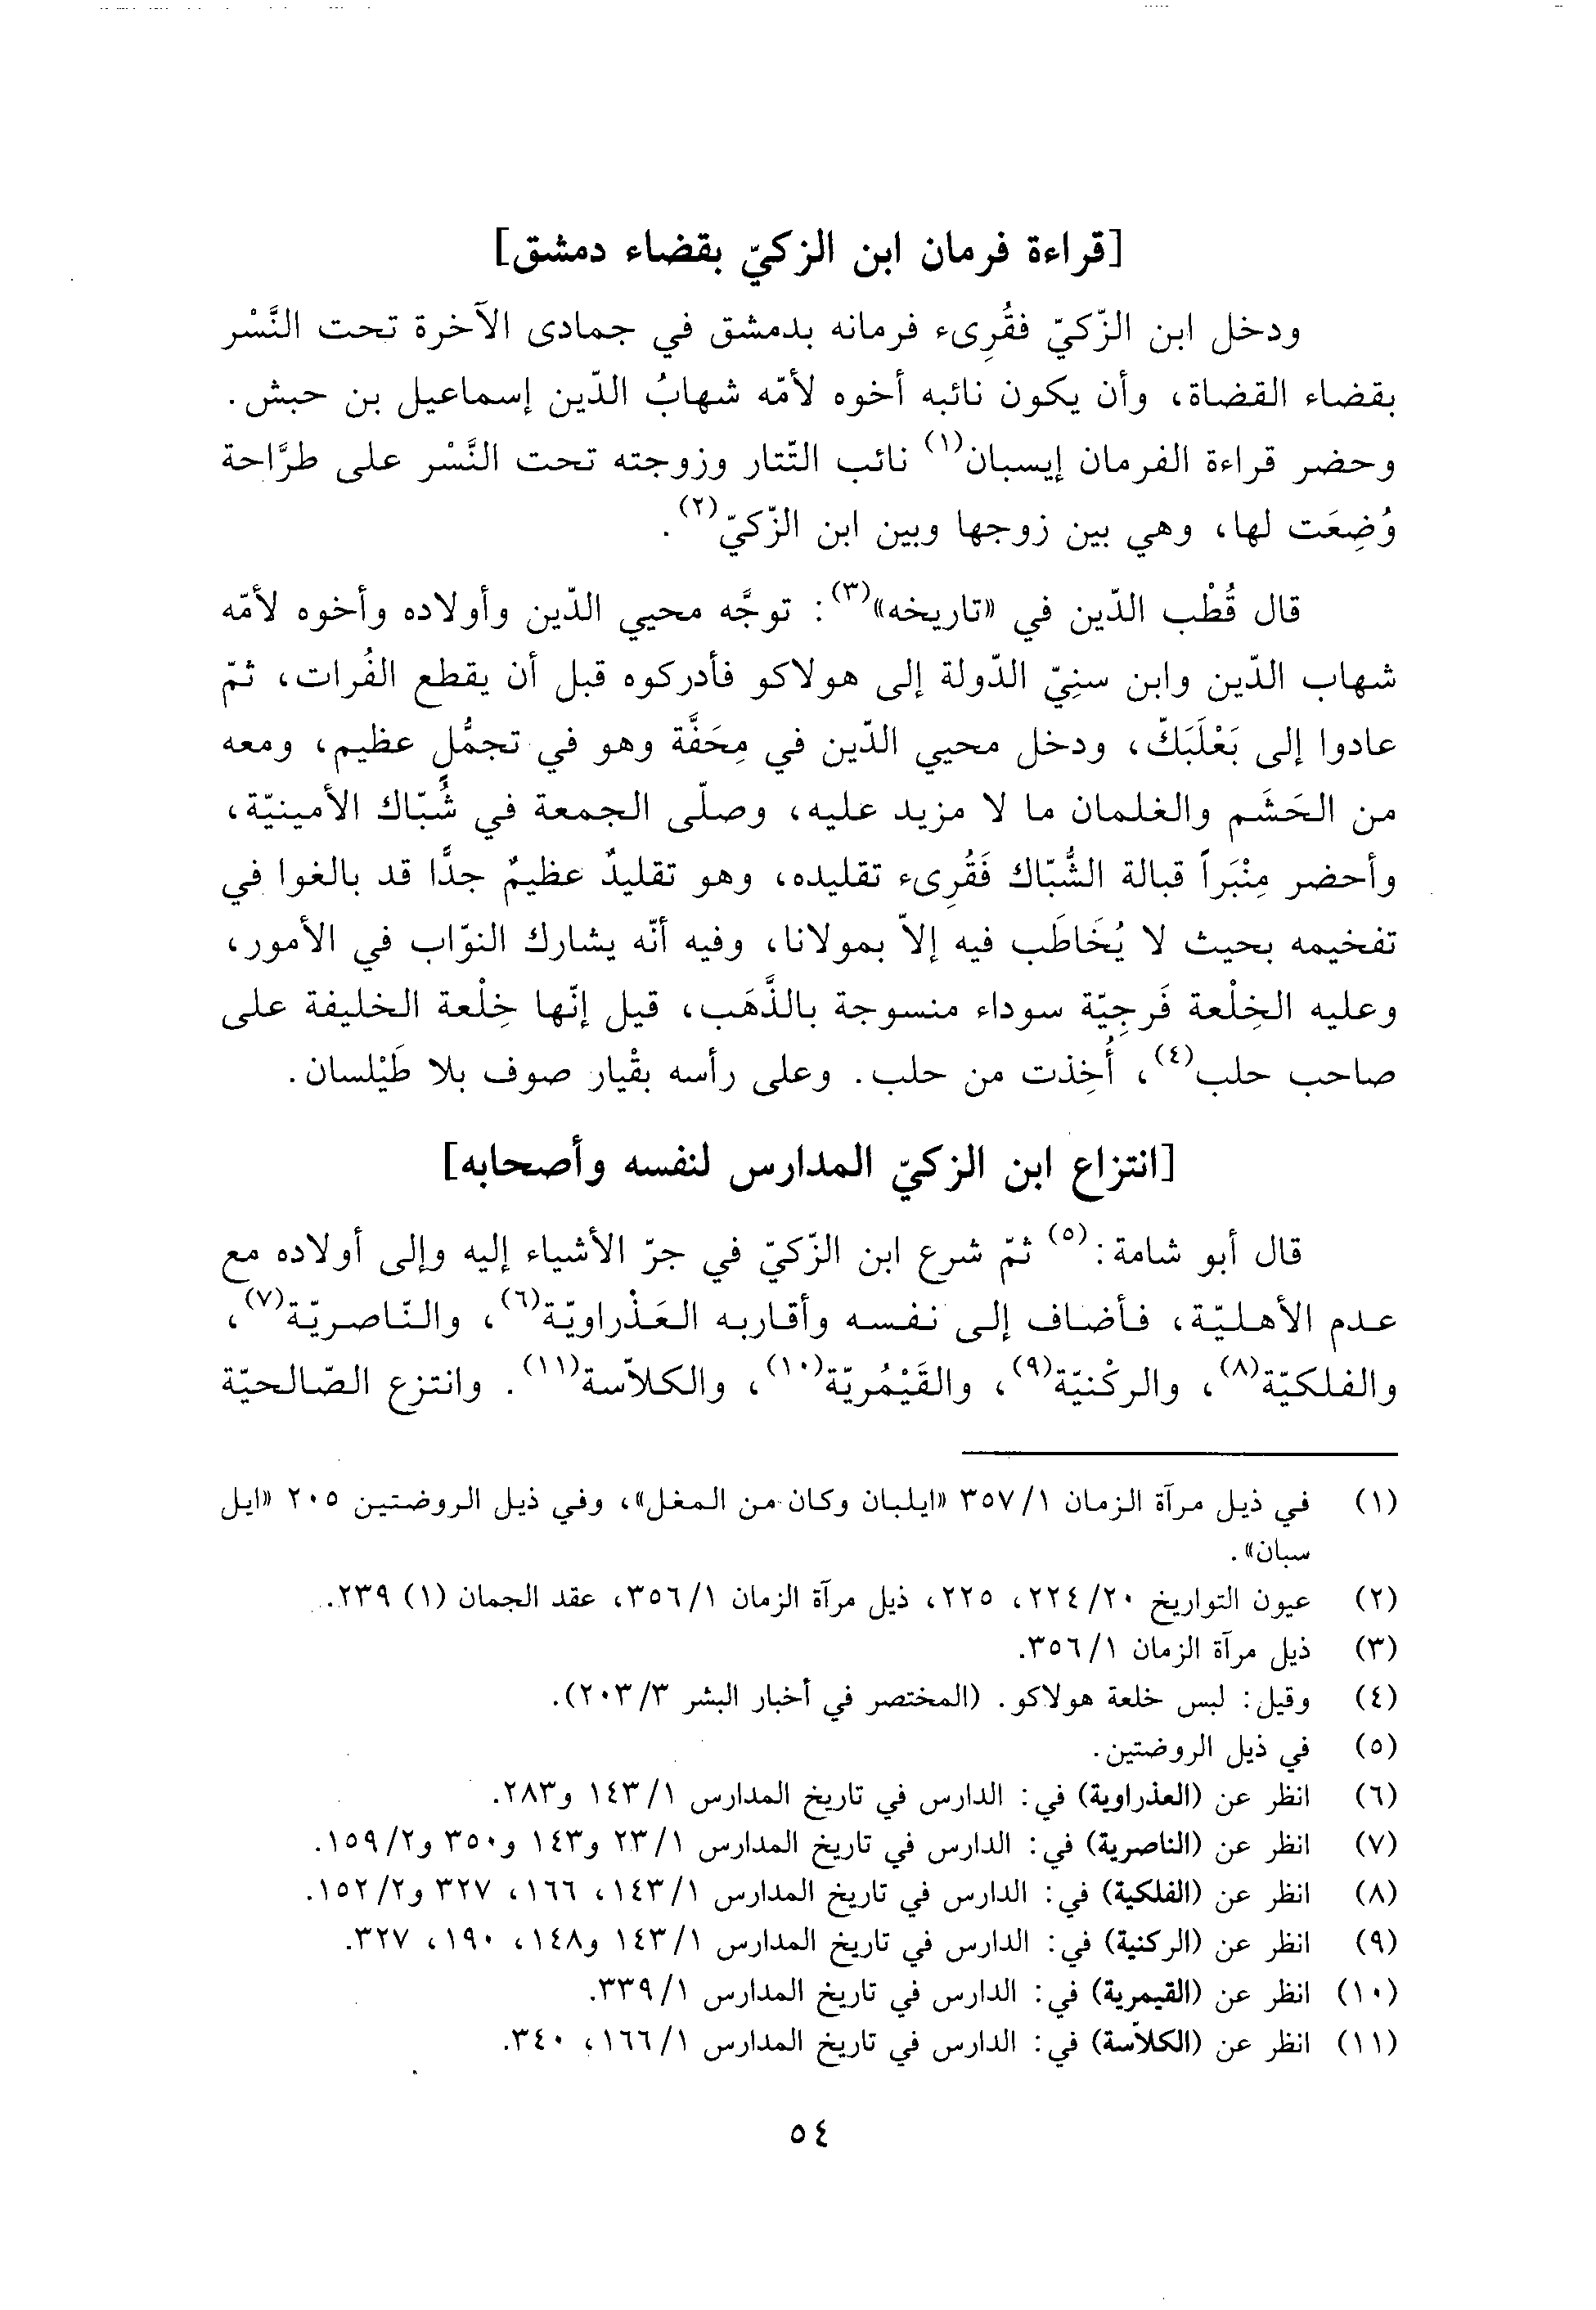 [قراءة فرمان ابن الزكيّ بقضاء دمشق]
ودخل ابن الزّكيّ فقُرِىء فرمانه بدمشق في جمادى الآخرة تحت النَّسْر
بقضاء القضاة، وأن يكون نائبه أخوه لأمّه شهابُ الدّين إسماعيل بن حبش.
وحضر قراءة الفرمان إيسبان(١) نائب التّتار وزوجته تحت النَّسْر على طرَّاحة
وُضِعَت لها، وهي بين زوجها وبين ابن الزّكيّ(٢).
قال قُطْب الدّين في «تاريخه»(٣): توجَّه محيي الدّين وأولاده وأخوه لأمّه
شهاب الدّين وابن سنِيّ الدّولة إلى هولاكو فأدركوه قبل أن يقطع الفُرات، ثمّ
عادوا إلى بَعْلَبَكّ، ودخل محيي الدّين في مِحَفَّة وهو في تجمُّل عظيم، ومعه
من الحَشَم والغلمان ما لا مزيد عليه، وصلّى الجمعة في شُبّاك الأمينيّة،
وأحضر مِنْبَراً قبالة الشُّبّاك فَقُرِىء تقليده، وهو تقليدٌ عظيمٌ جدًّا قد بالغوا في
تفخيمه بحيث لا يُخَاطَب فيه إلاّ بمولانا، وفيه أنّه يشارك النوّاب في الأمور،
وعليه الخِلْعة فَرجِيّة سوداء منسوجة بالذَّهَب، قيل إنّها خِلْعة الخليفة على
صاحب حلب(٤)، أُخِذت من حلب. وعلى رأسه بقْيار صوف بلا طَيْلسان.
[انتزاع ابن الزكيّ المدارس لنفسه وأصحابه]
قال أبو شامة:(٥) ثمّ شرع ابن الزّكيّ في جرّ الأشياء إليه وإلى أولاده مع
عدم الأهليّة، فأضاف إلى نفسه وأقاربه العَذْراويّة(٦)، والنّاصريّة(٧)،
والفلكيّة(٨)، والركْنيّة(٩)، والقَيْمُريّة(١٠)، والكلاّسة(١١). وانتزع الصّالحيّة
(١) في ذيل مرآة الزمان ١/ ٣٥٧ «ايلبان وكان من المغل»، وفي ذيل الروضتين ٢٠٥ «ايل
سبان».
(٢) عيون التواريخ ٢٠/ ٢٢٤، ٢٢٥، ذيل مرآة الزمان ١/ ٣٥٦، عقد الجمان (١) ٢٣٩.
(٣) ذيل مرآة الزمان ١/ ٣٥٦.
(٤) وقيل: لبس خلعة هولاكو. (المختصر في أخبار البشر ٣/ ٢٠٣).
(٥) في ذيل الروضتين.
(٦) انظر عن (العذراوية) في: الدارس في تاريخ المدارس ١/ ١٤٣ و٢٨٣.
(٧) انظر عن (الناصرية) في: الدارس في تاريخ المدارس ١/ ٢٣ و١٤٣ و٣٥٠ و٢/ ١٥٩.
(٨) انظر عن (الفلكية) في: الدارس في تاريخ المدارس ١/ ١٤٣، ١٦٦، ٣٢٧ و٢/ ١٥٢.
(٩) انظر عن (الركنية) في: الدارس في تاريخ المدارس ١/ ١٤٣ و١٤٨، ١٩٠، ٣٢٧.
(١٠) انظر عن (القيمرية) في: الدارس في تاريخ المدارس ١/ ٣٣٩.
(١١) انظر عن (الكلاّسة) في: الدارس في تاريخ المدارس ١/ ١٦٦، ٣٤٠.
٥٤